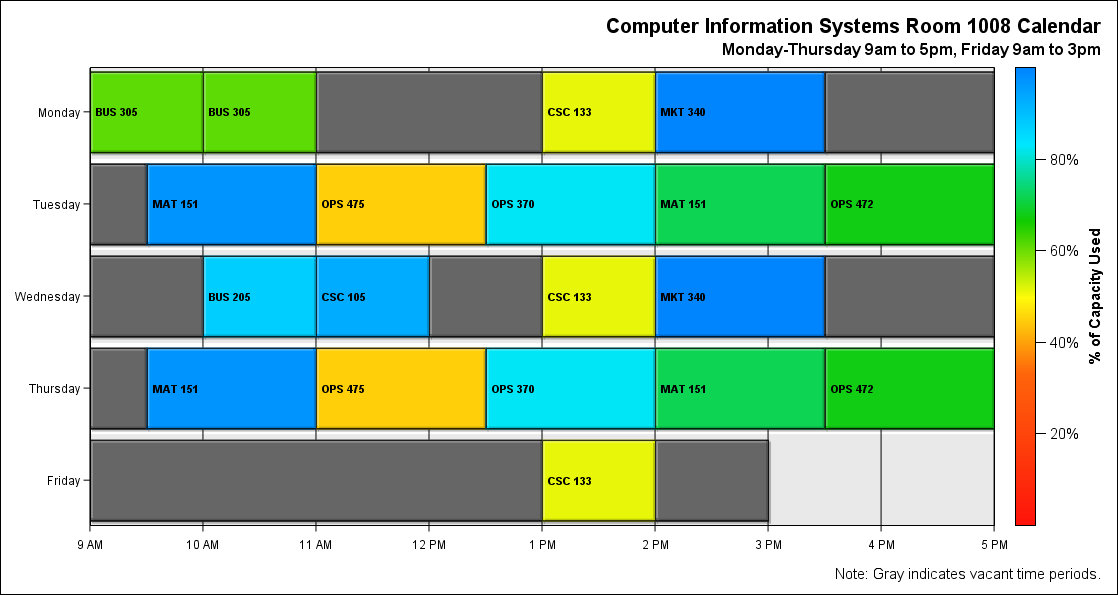 Computer Information Systems Room 1008 Calendar
Monday-Thursday 9am to 5pm, Friday 9am to 3pm
Monday
BUS 305
BUS 305
CSC 133
MKT 340
Tuesday
MAT 151
OPS 475
OPS 370
MAT 151
OPS 472
Wednesday
BUS 205
CSC 105
CSC 133
MKT 340
Thursday
MAT 151
OPS 475
OPS 370
MAT 151
OPS 472
Friday
CSC 133
9 AM
10 AM
11 AM
12 PM
1 PM
2 PM
3 PM
4 PM
5 PM
80%
60%
40%
20%
% of Capacity Used
Note: Gray indicates vacant time periods.